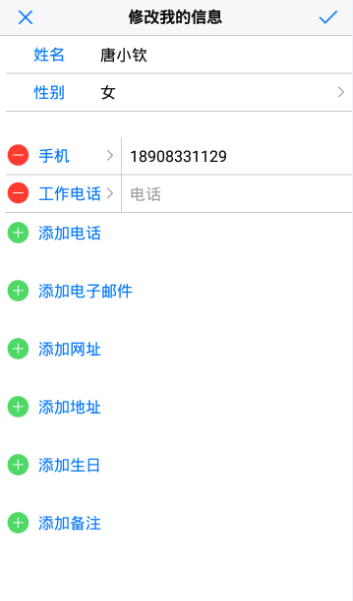 修改我的信息
姓名 唐小钦
性别 女
手机 18908331129
工作电话 电话
添加电话
添加电子邮件
添加网址
添加地址
添加生日
添加备注